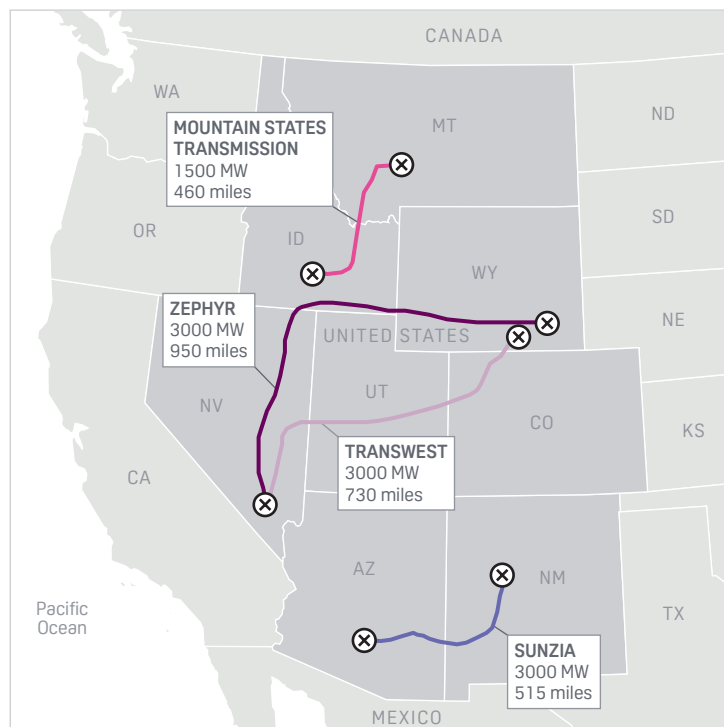 CANADA
WA
MOUNTAIN STATES
TRANSMISSION
1500 MW
460 miles
MT
ND
OR
ID
SD
WY
ZEPHYR
3000 MW
950 miles
UNITED STATES
NE
NV
UT
CO
KS
TRANSWEST
3000 MW
730 miles
CA
AZ
NM
Pacific
Ocean
TX
SUNZIA
3000 MW
515 miles
MEXICO